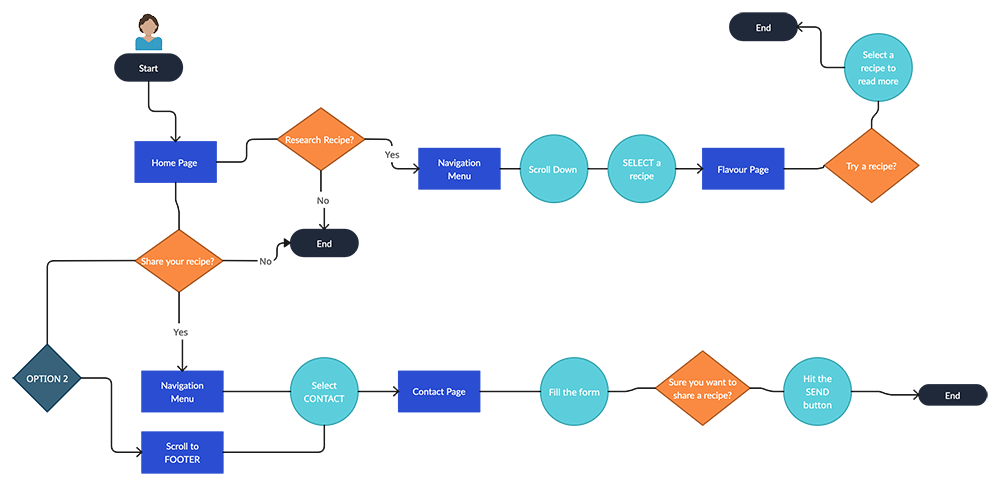 Start
End
Select a
recipe to
read more
Home Page
Research Recipe?
Yes
Navigation
Menu
Scroll Down
SELECT a
recipe
Flavour Page
Try a recipe?
No
End
Share your recipe?
No
Yes
OPTION 2
Navigation
Menu
Select
CONTACT
Contact Page
Fill the form
Sure you want to
share a recipe?
Hit the
SEND
button
End
Scroll to
FOOTER